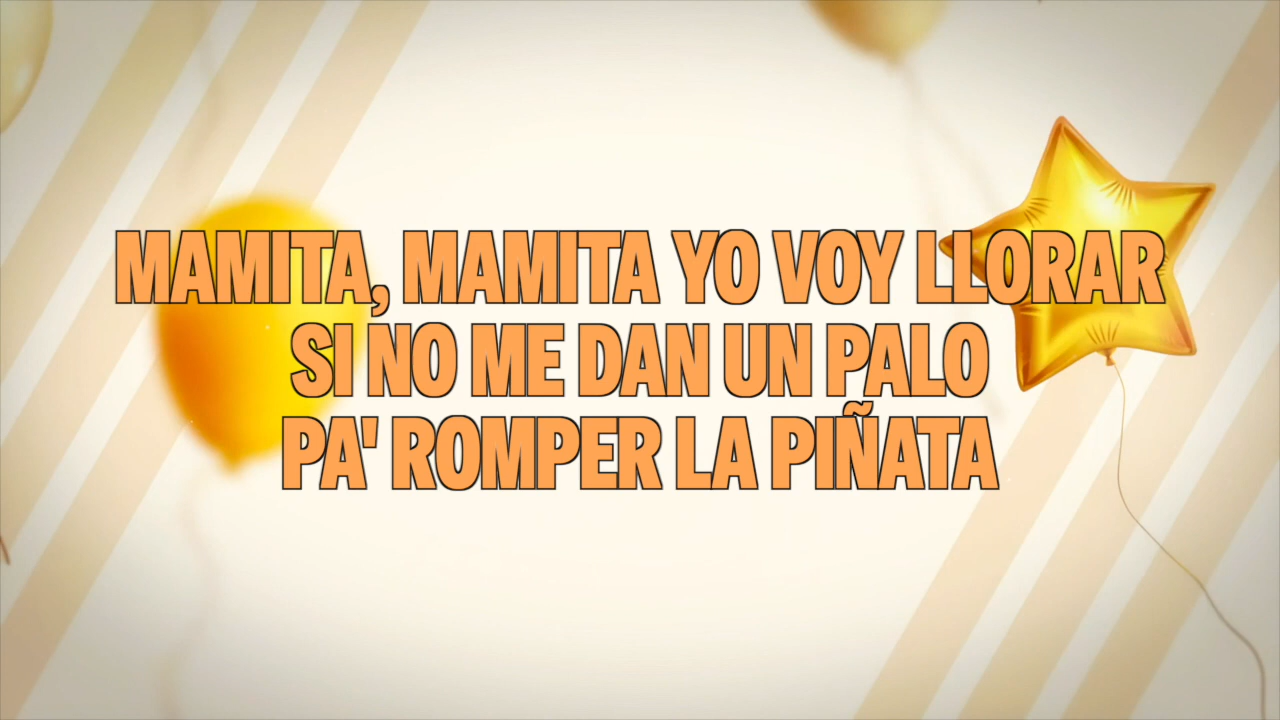 MAMITA, MAMITA YO VOY LLORAR
SI NO ME DAN UN PALO
PA' ROMPER LA PIÑATA